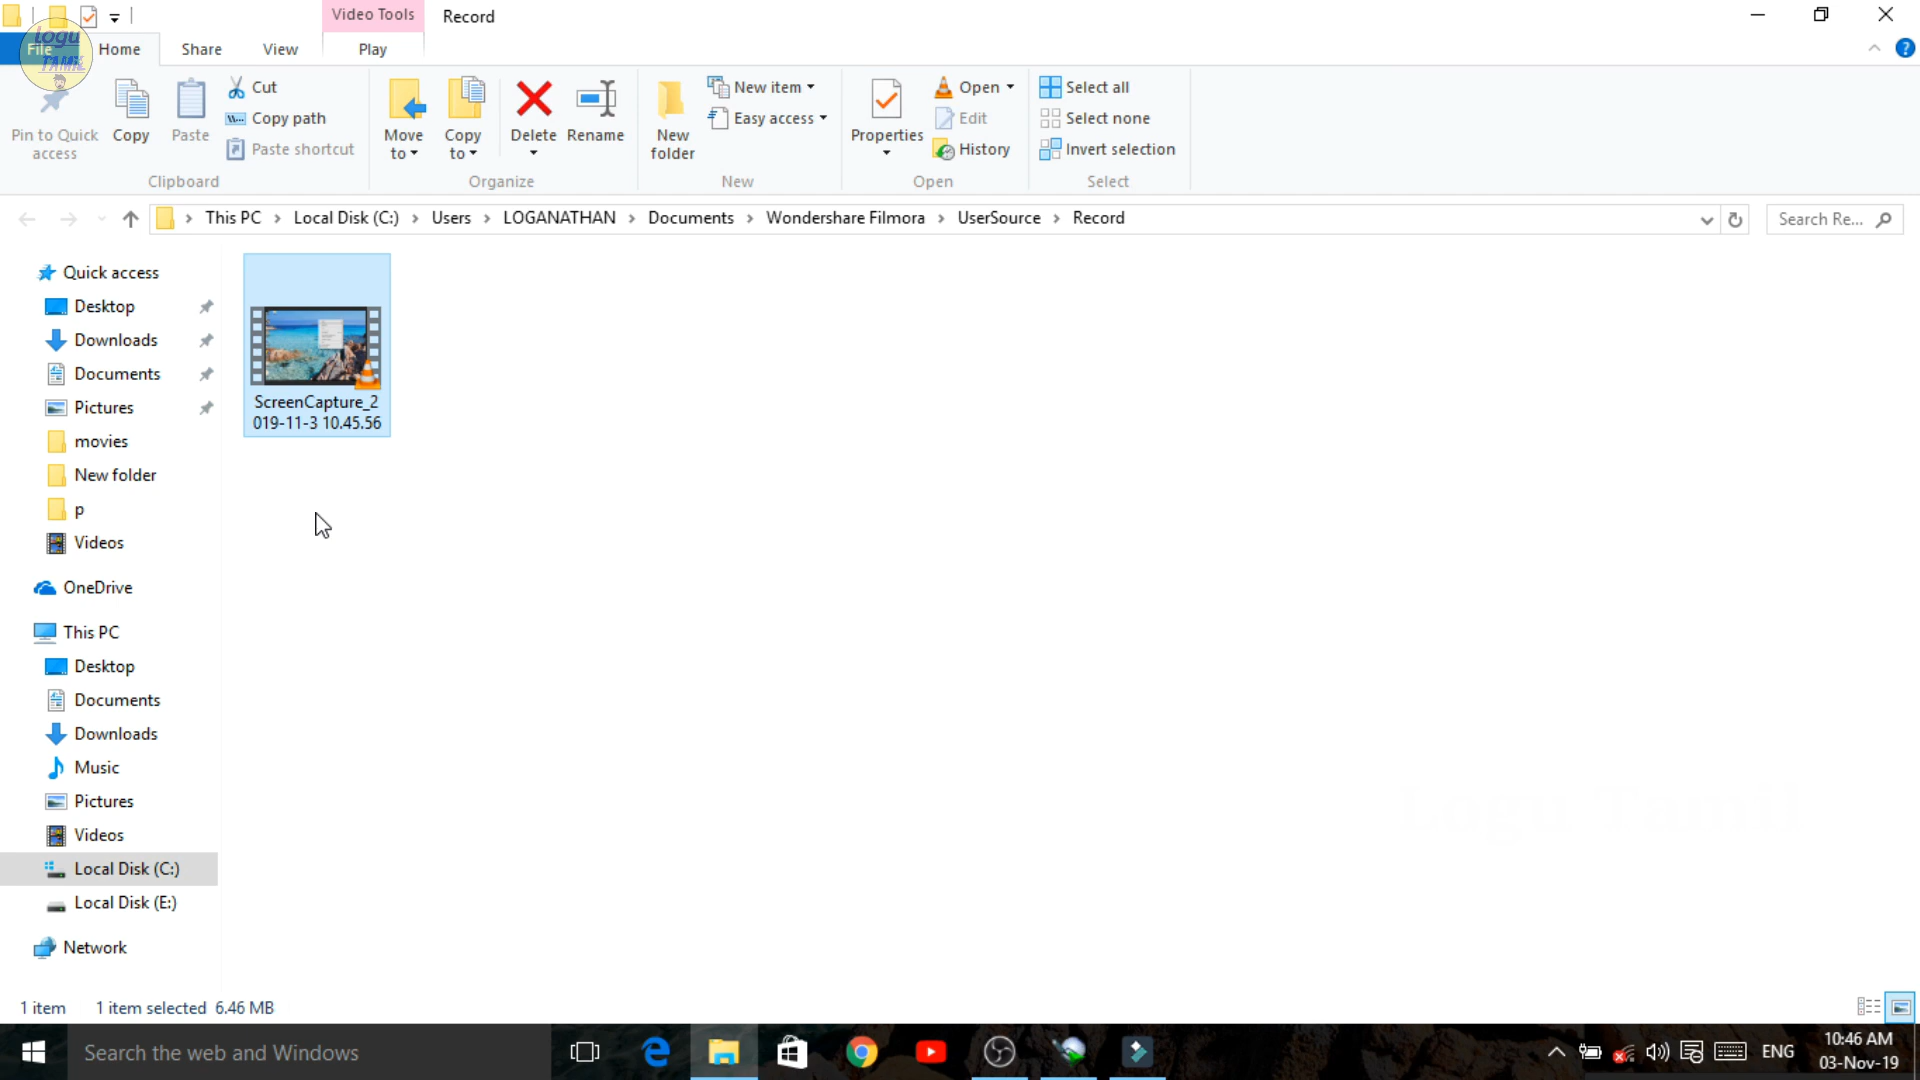 Video Tools
Record
logu
TAMIL
File
Home
Share
View
Play
Pin to Quick
access
Copy
Paste
Cut
Copy path
Paste shortcut
Clipboard
Move
to
Copy
to
Delete
Rename
Organize
New
folder
New item
Easy access
New
Properties
Open
Edit
History
Open
Select all
Select none
Invert selection
Select
This PC
Local Disk (C:)
Users
LOGANATHAN
Documents
Wondershare Filmora
UserSource
Record
Search Re...
Quick access
Desktop
Downloads
Documents
Pictures
movies
New folder
p
Videos
OneDrive
This PC
Desktop
Documents
Downloads
Music
Pictures
Videos
Local Disk (C:)
Local Disk (E:)
Network
ScreenCapture_2
019-11-3 10.45.56
Logu Tamil
1 item
1 item selected 6.46 MB
Search the web and Windows
ENG
10:46 AM
03-Nov-19